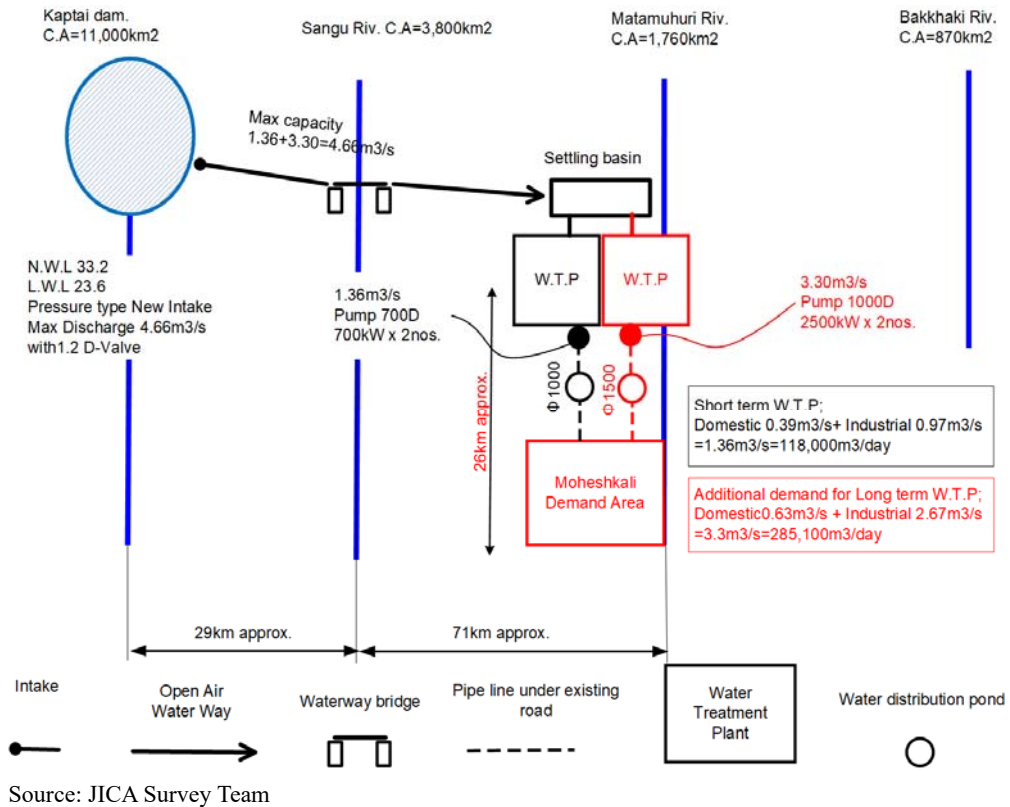 Kaptai dam.
C.A=11,000km2
Sangu Riv. C.A=3,800km2
Matamuhuri Riv.
C.A=1,760km2
Bakkhaki Riv.
C.A=870km2
Max capacity
1.36+3.30=4.66m3/s
Settling basin
W.T.P
W.T.P
N.W.L 33.2
L.W.L 23.6
Pressure type New Intake
Max Discharge 4.66m3/s
with1.2 D-Valve
1.36m3/s
Pump 700D
700kW x 2nos.
3.30m3/s
Pump 1000D
2500kW x 2nos.
Φ1000
Φ1500
26km approx.
Moheshkali
Demand Area
Short term W.T.P;
Domestic 0.39m3/s+ Industrial 0.97m3/s
=1.36m3/s=118,000m3/day
Additional demand for Long term W.T.P;
Domestic0.63m3/s + Industrial 2.67m3/s
=3.3m3/s=285,100m3/day
29km approx.
71km approx.
Intake
Open Air
Water Way
Waterway bridge
Pipe line under existing
road
Water
Treatment
Plant
Water distribution pond
Source: JICA Survey Team